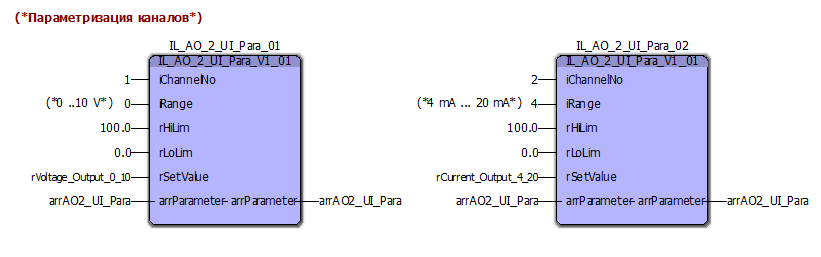 (*Параметризация каналов*)
IL_AO_2_UI_Para_01
IL_AO_2_UI_Para_V1_01
1 iChannelNo
(*0 ..10 V*) 0 iRange
100.0 rHiLim
0.0 rLoLim
rVoltage_Output_0_10 rSetValue
arrAO2_UI_Para arrParameter arrParameter arrAO2_UI_Para
IL_AO_2_UI_Para_02
IL_AO_2_UI_Para_V1_01
2 iChannelNo
(*4 mA ... 20 mA*) 4 iRange
100.0 rHiLim
0.0 rLoLim
rCurrent_Output_4_20 rSetValue
arrAO2_UI_Para arrParameter arrParameter arrAO2_UI_Para